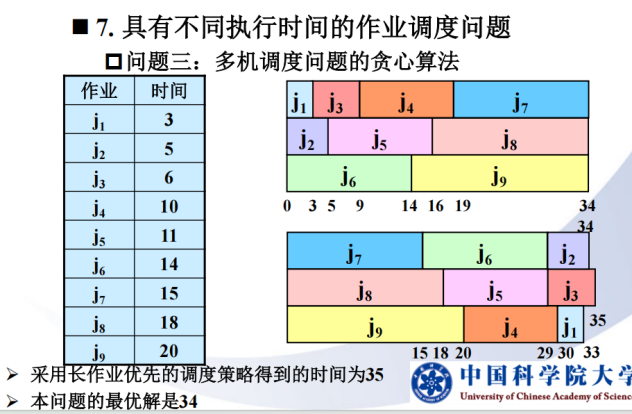 ■ 7. 具有不同执行时间的作业调度问题
问题三：多机调度问题的贪心算法
作业 时间
j1 3
j2 5
j3 6
j4 10
j5 11
j6 14
j7 15
j8 18
j9 20
j1 j3 j4 j7
j2 j5 j8
j6 j9
0 3 5 9 14 16 19 34
34
j7 j6 j2
j8 j5 j3
j9 j4 j1 35
15 18 20 29 30 33
➢ 采用长作业优先的调度策略得到的时间为35
➢ 本问题的最优解是34
中国科学院大学
University of Chinese Academy of Scienc